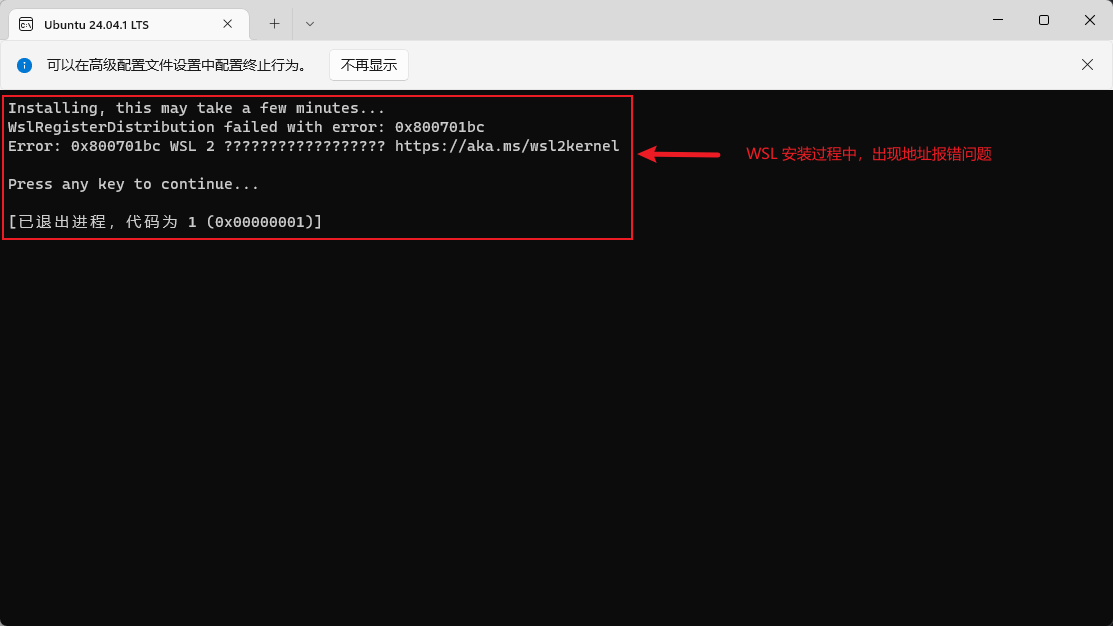 Ubuntu 24.04.1 LTS
可以在高级配置文件设置中配置终止行为。 不再显示
Installing, this may take a few minutes...
WslRegisterDistribution failed with error: 0x800701bc
Error: 0x800701bc WSL 2 ?????????????????? https://aka.ms/wsl2kernel
WSL 安装过程中，出现地址报错问题
Press any key to continue...
[已退出进程，代码为 1 (0x00000001)]